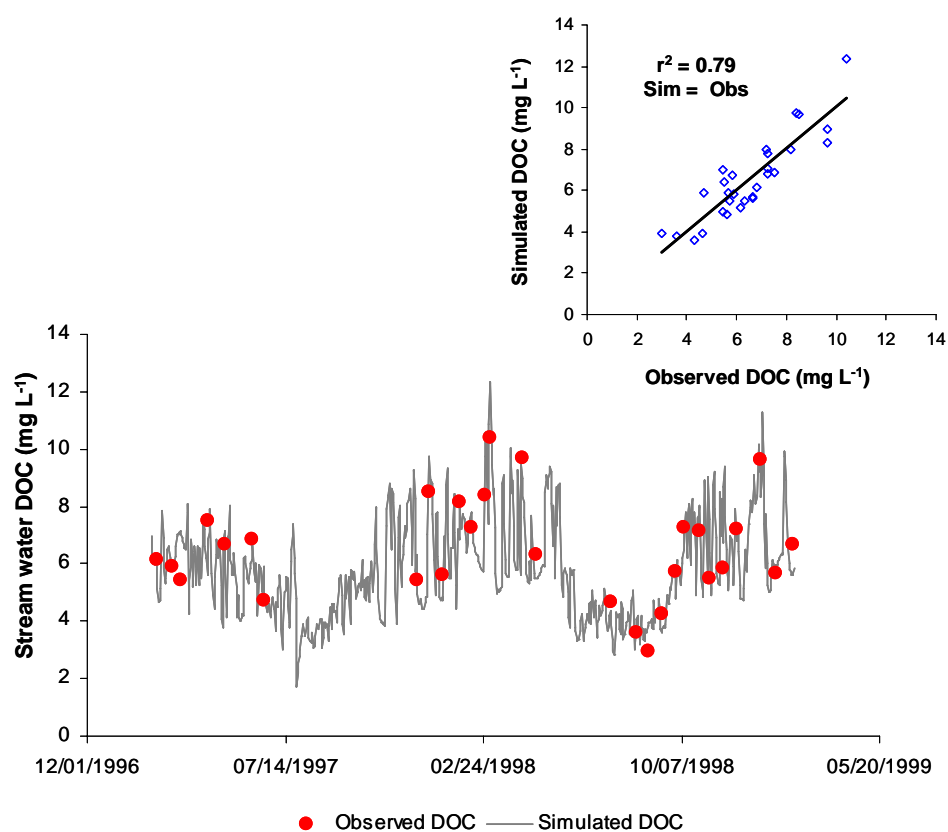 14
12
10
8
6
4
2
0
Simulated DOC (mg L-1)
r2 = 0.79
Sim = Obs
0 2 4 6 8 10 12 14
Observed DOC (mg L-1)
14
12
10
8
6
4
2
0
Stream water DOC (mg L-1)
12/01/1996 07/14/1997 02/24/1998 10/07/1998 05/20/1999
Observed DOC Simulated DOC